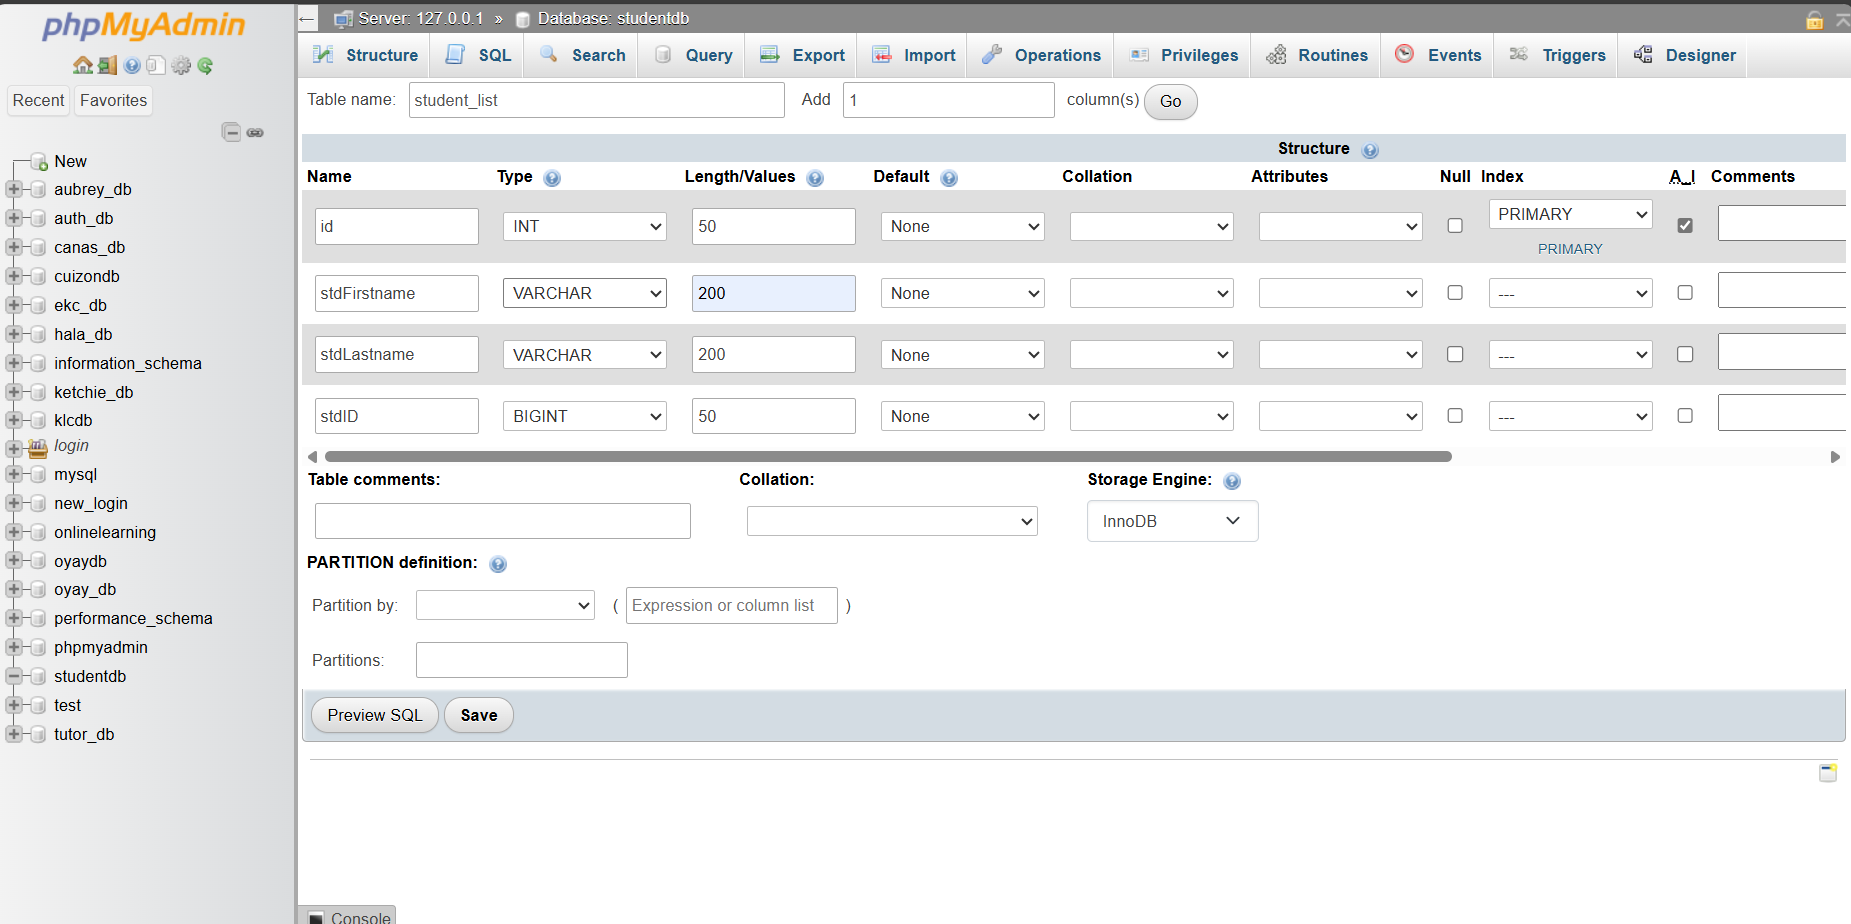 phpMyAdmin
Recent Favorites
New
aubrey_db
auth_db
canas_db
cuizondb
ekc_db
hala_db
information_schema
ketchie_db
klcdb
login
mysql
new_login
onlinelearning
oyaydb
oyay_db
performance_schema
phpmyadmin
studentdb
test
tutor_db
Server: 127.0.0.1 » Database: studentdb
Structure SQL Search Query Export Import Operations Privileges Routines Events Triggers Designer
Table name: student_list Add 1 column(s) Go
Structure
Name Type Length/Values Default Collation Attributes Null Index A_I Comments
id INT 50 None PRIMARY
PRIMARY
stdFirstname VARCHAR 200 None ---
stdLastname VARCHAR 200 None ---
stdID BIGINT 50 None ---
Table comments: Collation: Storage Engine:
InnoDB
PARTITION definition:
Partition by: ( Expression or column list )
Partitions:
Preview SQL Save
Console